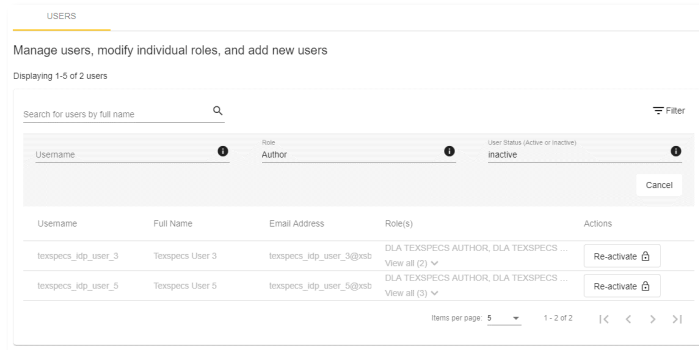 USERS
Manage users, modify individual roles, and add new users
Displaying 1-5 of 2 users
Search for users by full name
Filter
Username
Role
Author
User Status (Active or Inactive)
inactive
Cancel
Username Full Name Email Address Role(s) Actions
texspecs_idp_user_3 Texspecs User 3 texspecs_idp_user_3@xsb DLA TEXSPECS AUTHOR, DLA TEXSPECS ... Re-activate
View all (2)
texspecs_idp_user_5 Texspecs User 5 texspecs_idp_user_5@xsb DLA TEXSPECS AUTHOR, DLA TEXSPECS ... Re-activate
View all (3)
Items per page: 5 1 - 2 of 2